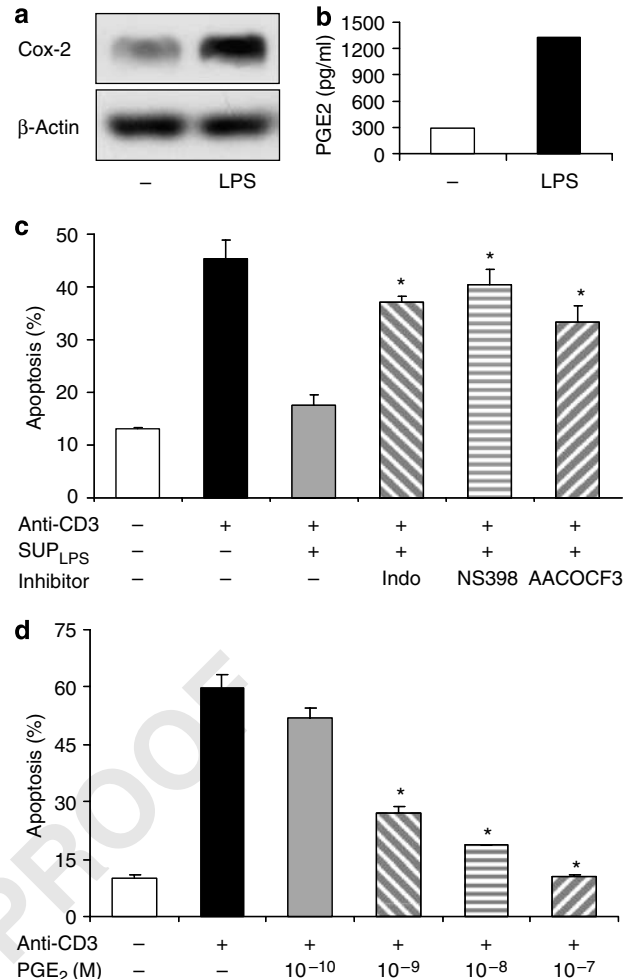 a
Cox-2
β-Actin
– LPS
b
PGE2 (pg/ml)
1500
1200
900
600
300
0
– LPS
c
Apoptosis (%)
50
40
30
20
10
0
* * *
Anti-CD3 – + + + + +
SUPLPS – – + + + +
Inhibitor – – – Indo NS398 AACOCF3
d
Apoptosis (%)
75
60
45
30
15
0
* * *
Anti-CD3 – + + + + +
PGE2 (M) – – 10−10 10−9 10−8 10−7
PROOF